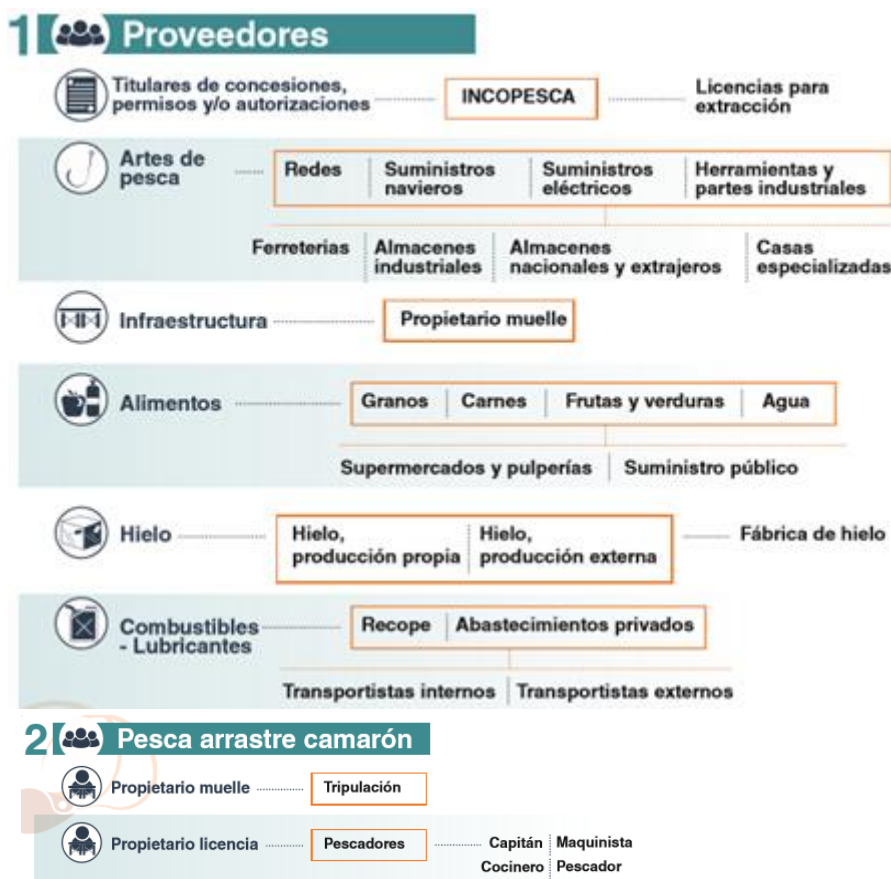 1 Proveedores
Titulares de concesiones,
permisos y/o autorizaciones
INCOPESCA
Licencias para
extracción
Artes de
pesca
Redes
Suministros
navieros
Suministros
eléctricos
Herramientas y
partes industriales
Ferreterias
Almacenes
industriales
Almacenes
nacionales y extrajeros
Casas
especializadas
Infraestructura
Propietario muelle
Alimentos
Granos
Carnes
Frutas y verduras
Agua
Supermercados y pulperías
Suministro público
Hielo
Hielo,
producción propia
Hielo,
producción externa
Fábrica de hielo
Combustibles
- Lubricantes
Recope
Abastecimientos privados
Transportistas internos
Transportistas externos
2 Pesca arrastre camarón
Propietario muelle
Tripulación
Propietario licencia
Pescadores
Capitán
Maquinista
Cocinero
Pescador